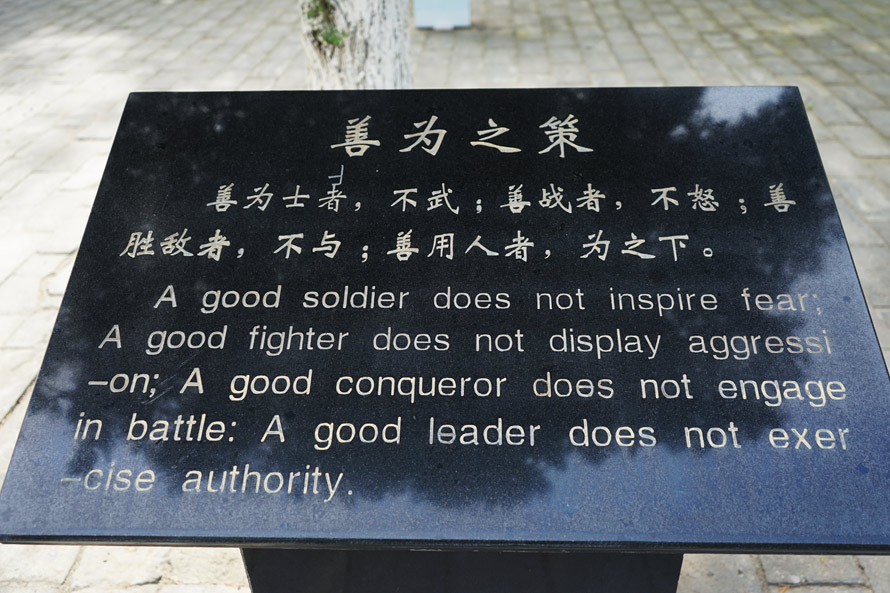 善为之策
善为士者，不武；善战者，不怒；善
胜敌者，不与；善用人者，为之下。
A good soldier does not inspire fear;
A good fighter does not display aggressi
-on; A good conqueror does not engage
in battle: A good leader does not exer
-cise authority.